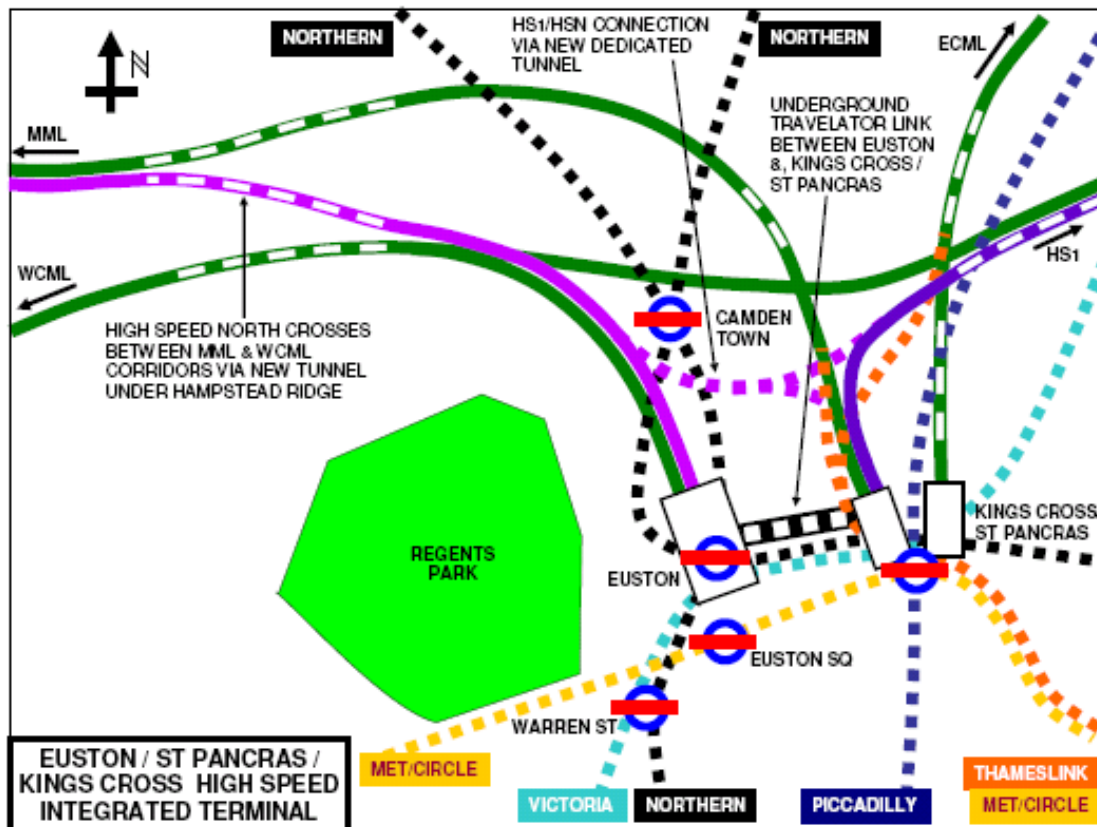 NORTHERN
HS1/HSN CONNECTION
VIA NEW DEDICATED
TUNNEL
NORTHERN
ECML
N
UNDERGROUND
TRAVELATOR LINK
BETWEEN EUSTON
&, KINGS CROSS /
ST PANCRAS
MML
WCML
HS1
HIGH SPEED NORTH CROSSES
BETWEEN MML & WCML
CORRIDORS VIA NEW TUNNEL
UNDER HAMPSTEAD RIDGE
CAMDEN
TOWN
KINGS CROSS/
ST PANCRAS
REGENTS
PARK
EUSTON
EUSTON SQ
WARREN ST
EUSTON / ST PANCRAS /
KINGS CROSS HIGH SPEED
INTEGRATED TERMINAL
MET/CIRCLE
VICTORIA
NORTHERN
PICCADILLY
THAMESLINK
MET/CIRCLE